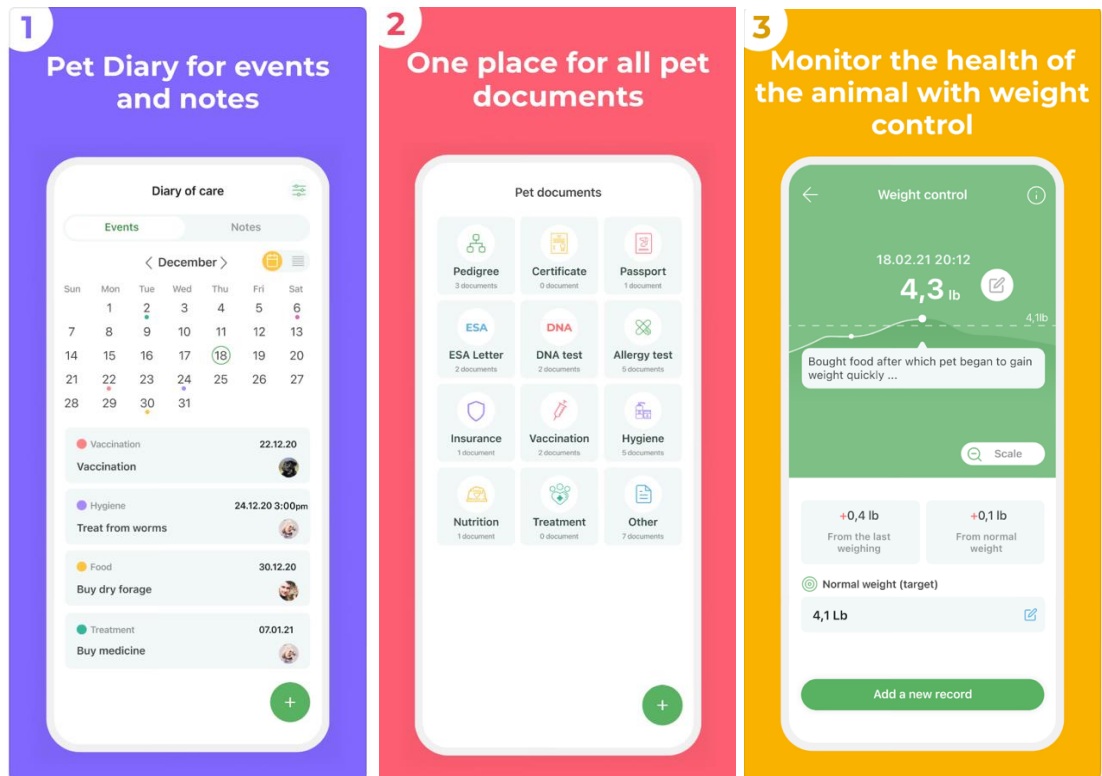 1
Pet Diary for events
and notes
Diary of care
Events Notes
December
Sun Mon Tue Wed Thu Fri Sat
1 2 3 4 5 6
7 8 9 10 11 12 13
14 15 16 17 18 19 20
21 22 23 24 25 26 27
28 29 30 31
Vaccination 22.12.20
Vaccination
Hygiene 24.12.20 3:00pm
Treat from worms
Food 30.12.20
Buy dry forage
Treatment 07.01.21
Buy medicine
+
2
One place for all pet
documents
Pet documents
Pedigree Certificate Passport
3 documents 0 document 1 document
ESA DNA
ESA Letter DNA test Allergy test
2 documents 2 documents 5 documents
Insurance Vaccination Hygiene
1 document 2 documents 5 documents
Nutrition Treatment Other
1 document 0 document 7 documents
+
3
Monitor the health of
the animal with weight
control
Weight control
18.02.21 20:12
4,3 lb
4,1lb
Bought food after which pet began to gain
weight quickly ...
Scale
+0,4 lb +0,1 lb
From the last From normal
weighing weight
Normal weight (target)
4,1 Lb
Add a new record